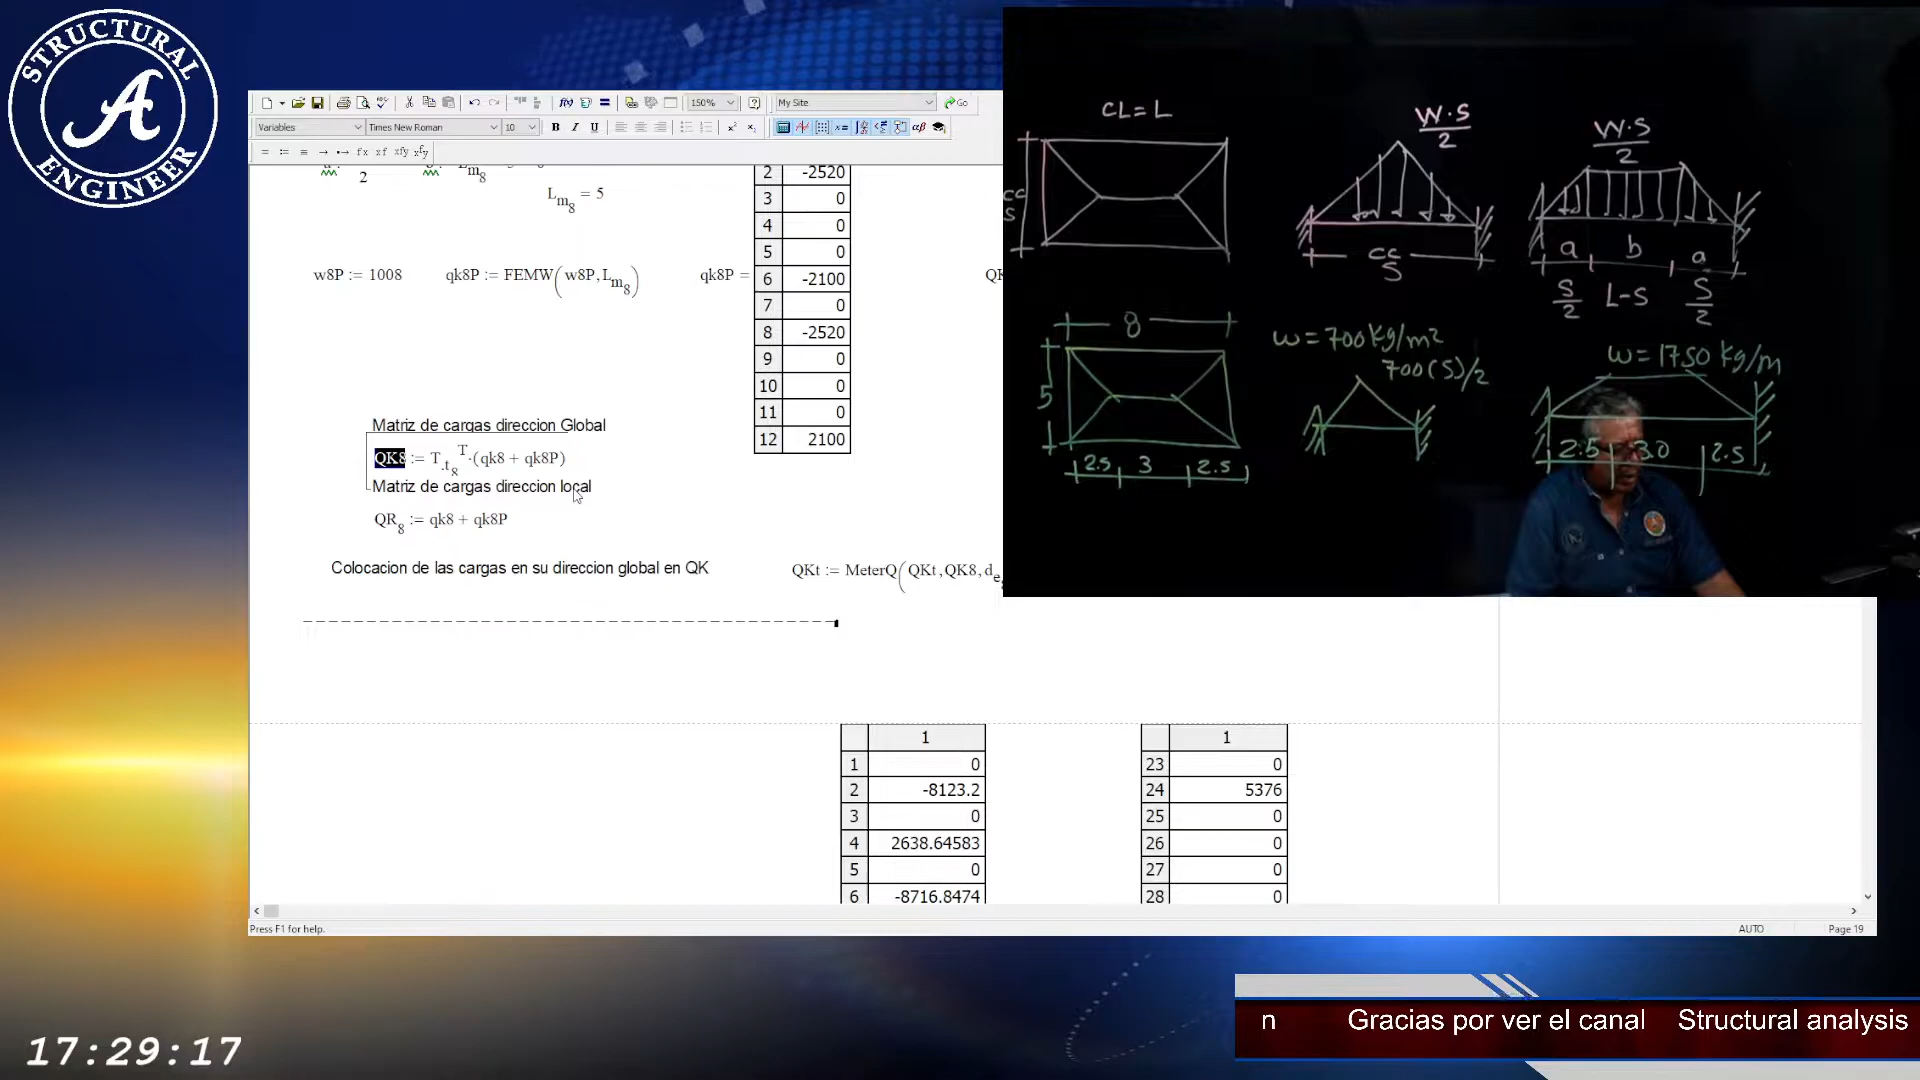 STRUCTURAL
A
ENGINEER
150%
My Site
Go
Variables
Times New Roman
10
B I U
2
L m 8
L m 8 = 5
w8P := 1008
qk8P := FEMW(w8P, L m 8)
qk8P =
QK
2 -2520
3 0
4 0
5 0
6 -2100
7 0
8 -2520
9 0
10 0
11 0
12 2100
Matriz de cargas direccion Global
QK8 := T.t 8 T·(qk8 + qk8P)
Matriz de cargas direccion local
QR 8 := qk8 + qk8P
Colocacion de las cargas en su direccion global en QK
QKt := MeterQ(QKt, QK8, d e
1
1 0
2 -8123.2
3 0
4 2638.64583
5 0
6 -8716.8474
1
23 0
24 5376
25 0
26 0
27 0
28 0
Press F1 for help.
AUTO
Page 19
CL = L
CC
S
W·S
2
CC
S
W·S
2
a b a
S/2 L-S S/2
8
5
2.5 3 2.5
w = 700 kg/m2
700(5)/2
w = 1750 kg/m
2.5 3.0 2.5
17:29:17
n Gracias por ver el canal Structural analysis